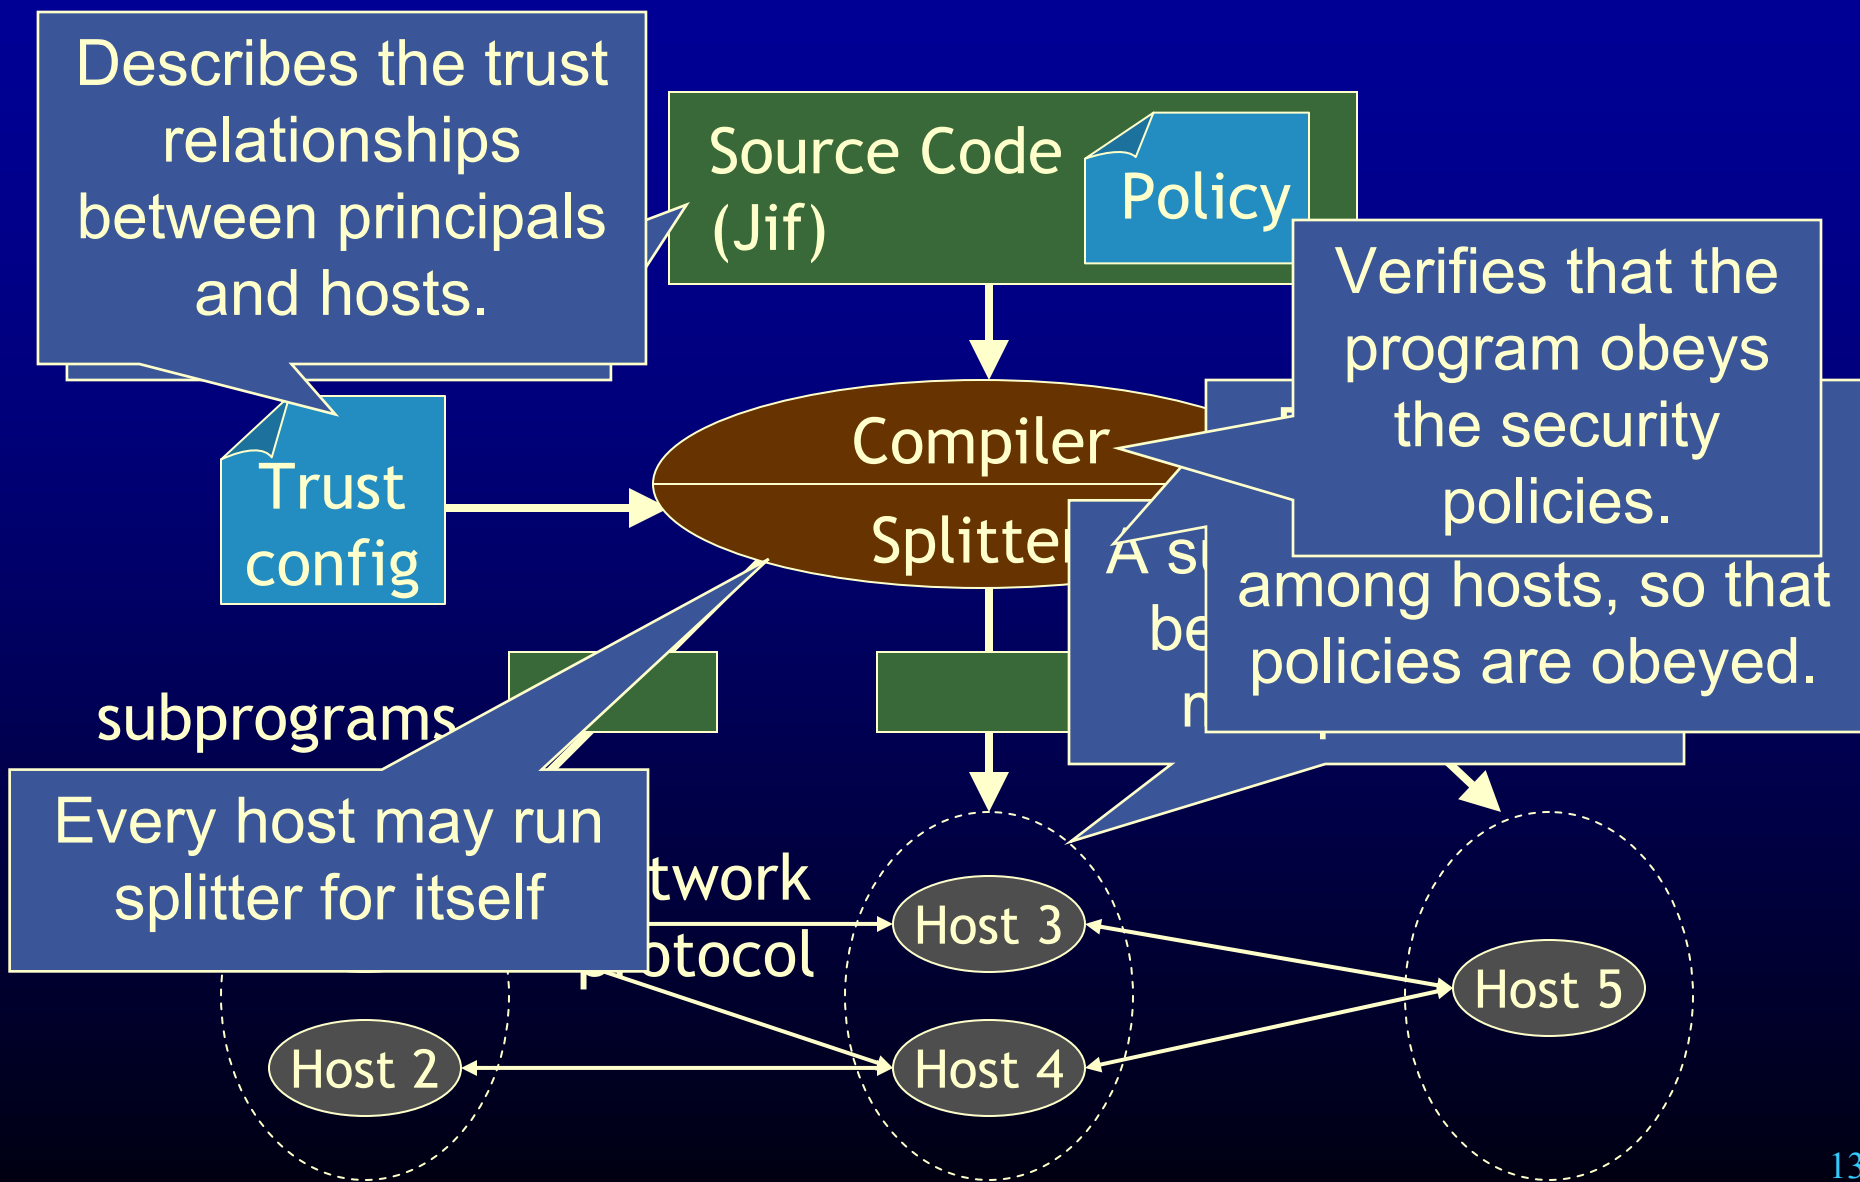 Describes the trust
relationships
between principals
and hosts.
Source Code
(Jif)
Policy
Verifies that the
program obeys
the security
policies.
Compiler
Trust
config
A
among hosts, so that
policies are obeyed.
subprograms
Every host may run
splitter for itself
Host 3
Host 5
Host 2
Host 4
13